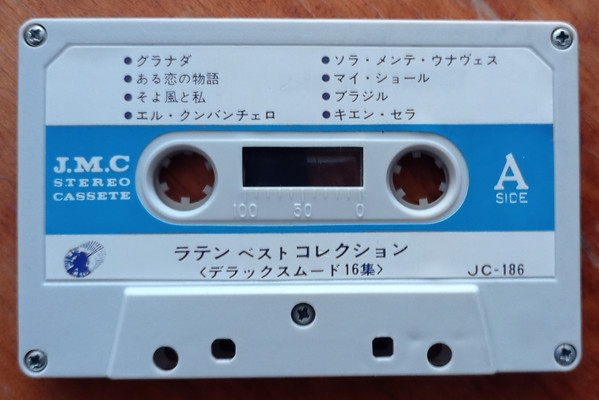 ● グラナダ
● ある恋の物語
● そよ風と私
● エル・クンバンチェロ
● ソラ・メンテ・ウナヴェス
● マイ・ショール
● ブラジル
● キエン・セラ
J.M.C
STEREO
CASSETE
100 50 0
A
SICE
ラテン ベスト コレクション
〈デラックスムード16集〉
JC-186